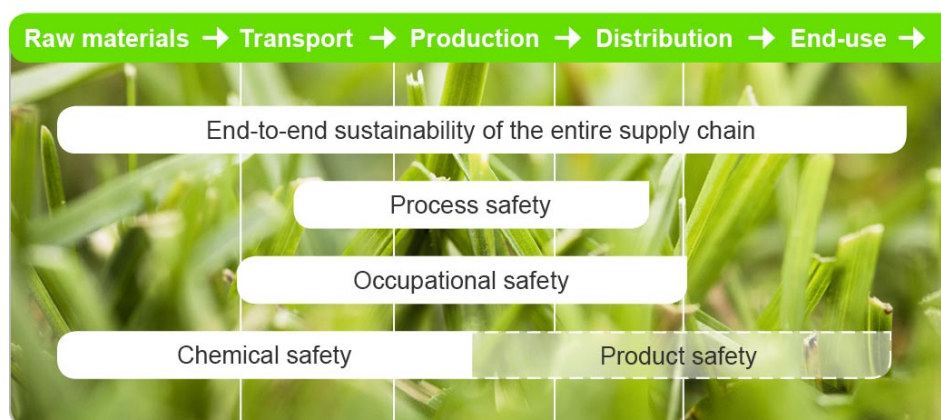 Raw materials → Transport → Production → Distribution → End-use →
End-to-end sustainability of the entire supply chain
Process safety
Occupational safety
Chemical safety Product safety